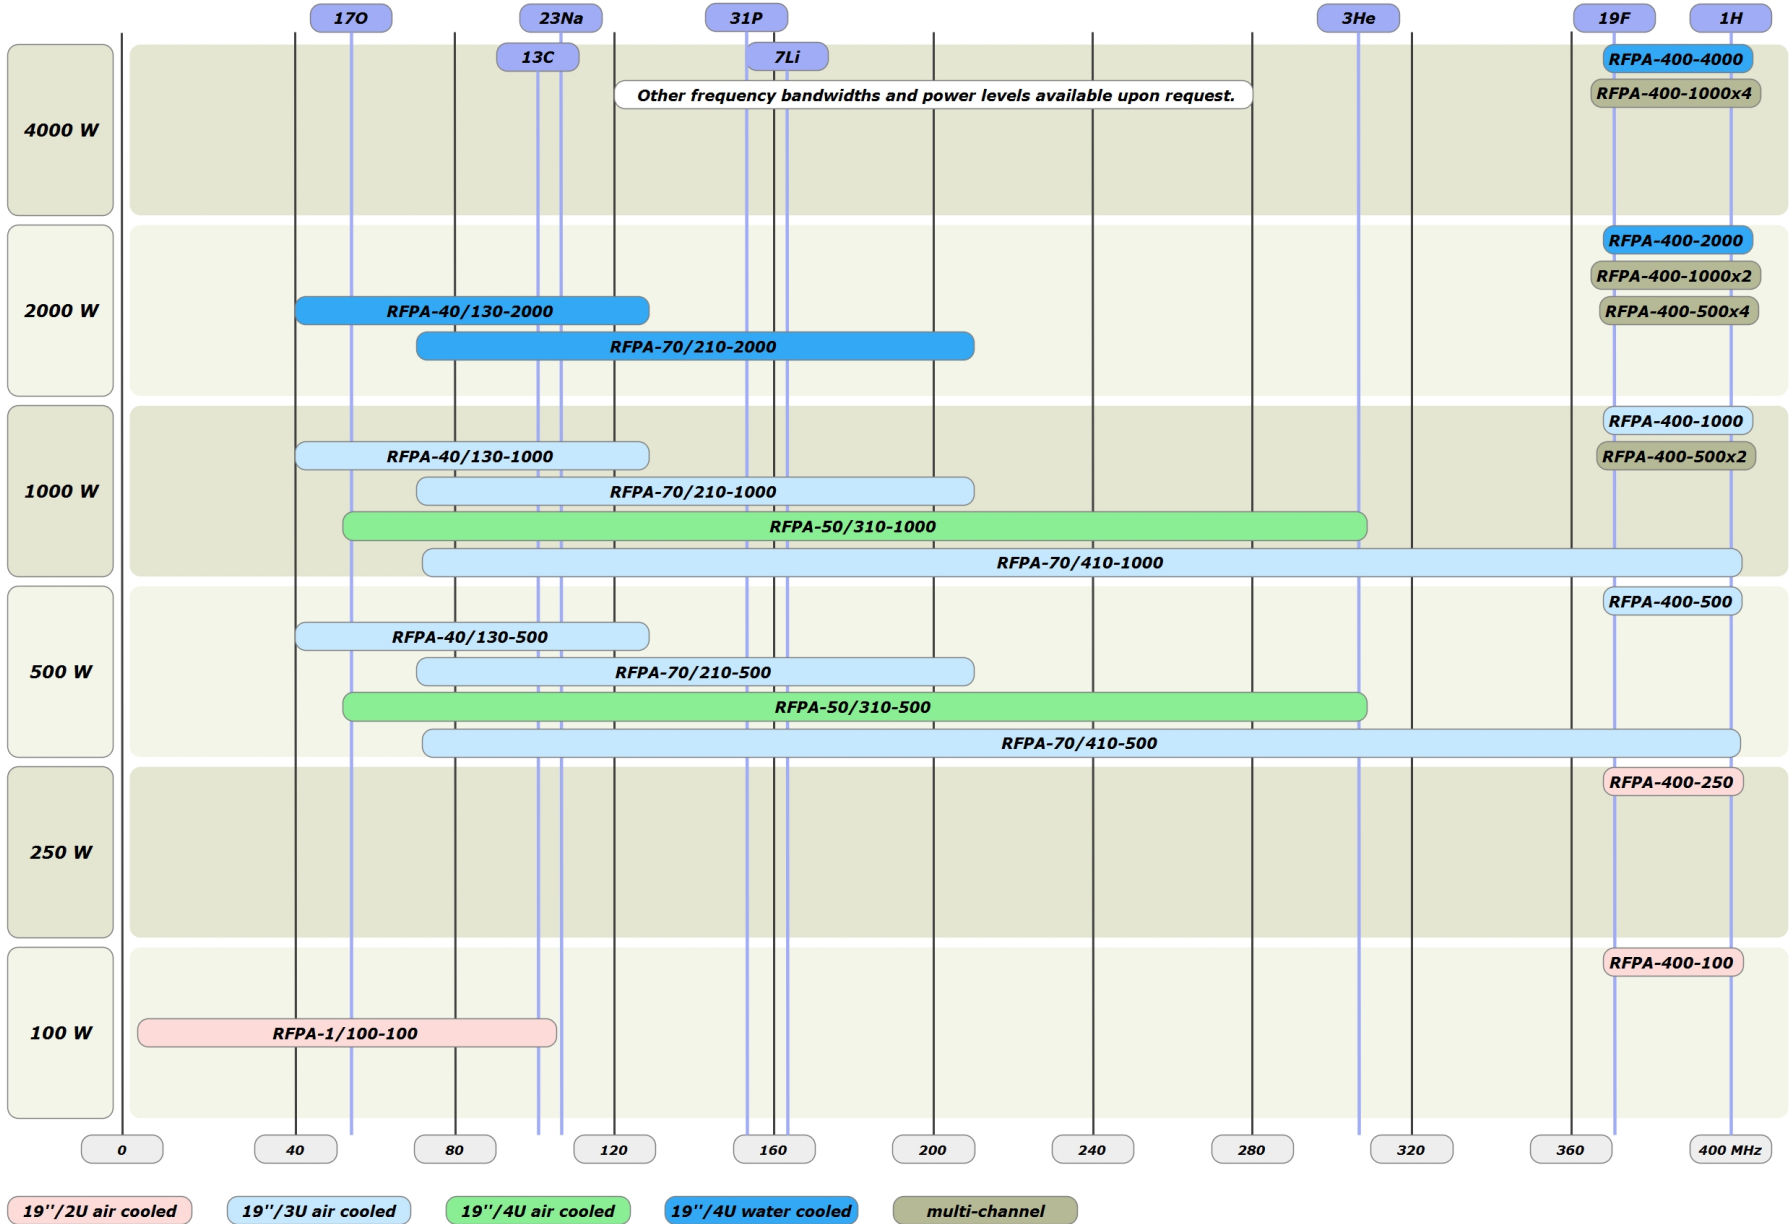 17O
23Na
31P
3He
19F
1H
13C
7Li
RFPA-400-4000
Other frequency bandwidths and power levels available upon request.
RFPA-400-1000x4
4000 W
RFPA-400-2000
RFPA-400-1000x2
2000 W
RFPA-40/130-2000
RFPA-400-500x4
RFPA-70/210-2000
RFPA-400-1000
RFPA-40/130-1000
RFPA-400-500x2
1000 W
RFPA-70/210-1000
RFPA-50/310-1000
RFPA-70/410-1000
RFPA-400-500
RFPA-40/130-500
500 W
RFPA-70/210-500
RFPA-50/310-500
RFPA-70/410-500
RFPA-400-250
250 W
RFPA-400-100
100 W
RFPA-1/100-100
0
40
80
120
160
200
280
320
360
400 MHz
240
19''/2U air cooled
19''/3U air cooled
19''/4U air cooled
19''/4U water cooled
multi-channel